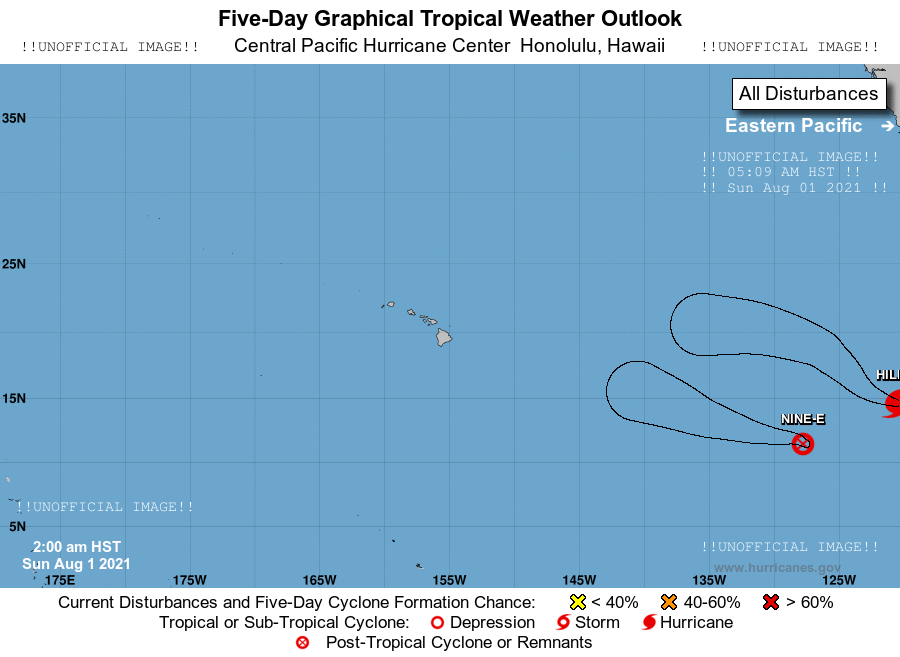 Five-Day Graphical Tropical Weather Outlook
!!UNOFFICIAL IMAGE!! Central Pacific Hurricane Center Honolulu, Hawaii !!UNOFFICIAL IMAGE!!
All Disturbances
35N
Eastern Pacific
!!UNOFFICIAL IMAGE!!
!! 05:09 AM HST !!
!! Sun Aug 01 2021 !!
25N
HIL
15N
NINE-E
!!UNOFFICIAL IMAGE!!
5N
2:00 am HST
Sun Aug 1 2021
!!UNOFFICIAL IMAGE!!
www.hurricanes.gov
175E 175W 165W 155W 145W 135W 125W
Current Disturbances and Five-Day Cyclone Formation Chance: < 40% 40-60% > 60%
Tropical or Sub-Tropical Cyclone: Depression Storm Hurricane
Post-Tropical Cyclone or Remnants